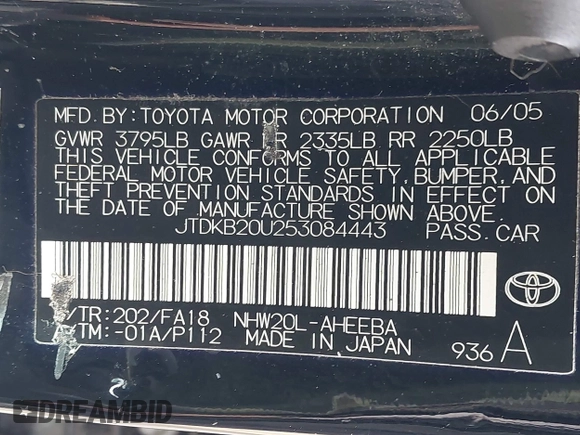 MFD.BY:TOYOTA MOTOR CORPORATION 06/05
GVWR 3795LB GAWR R 2335LB RR 2250LB
THIS VEHICLE CONFORMS TO ALL APPLICABLE
FEDERAL MOTOR VEHICLE SAFETY, BUMPER, AND
THEFT PREVENTION STANDARDS IN EFFECT ON
THE DATE OF MANUFACTURE SHOWN ABOVE.
JTDKB20U253084443 PASS.CAR
/TR:202/FA18 NHW20L-AHEEBA
A/TM:-01A/P112 MADE IN JAPAN 936 A
DREAMBID